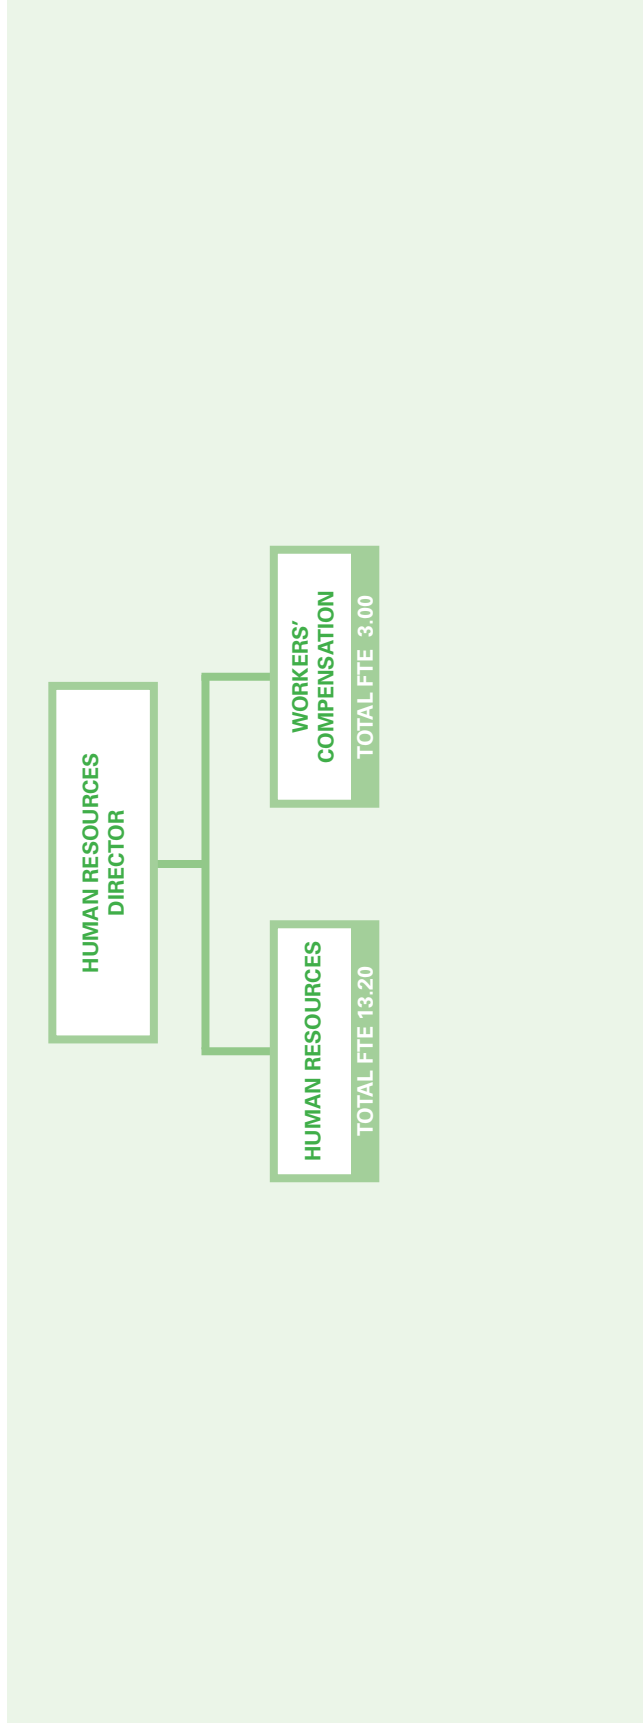 HUMAN RESOURCES
DIRECTOR
HUMAN RESOURCES
TOTAL FTE 13.20
WORKERS’
COMPENSATION
TOTAL FTE 3.00